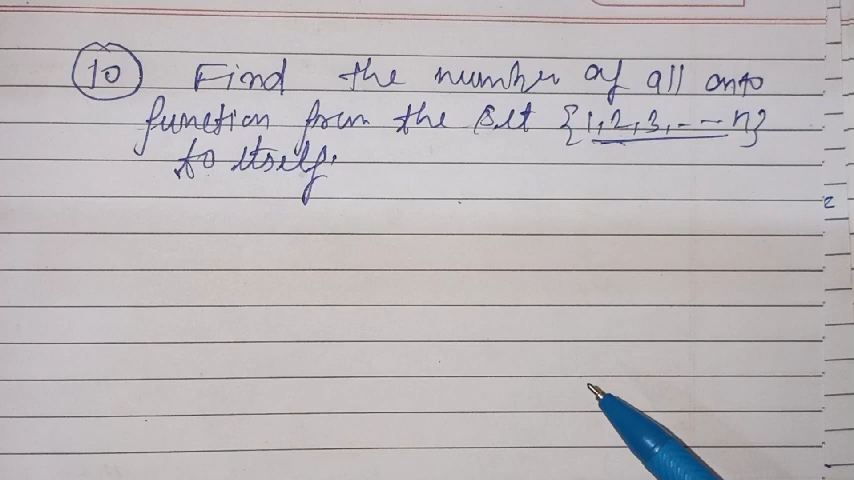 10 Find the number of all onto
function from the set {1,2,3,---n}
to itself.